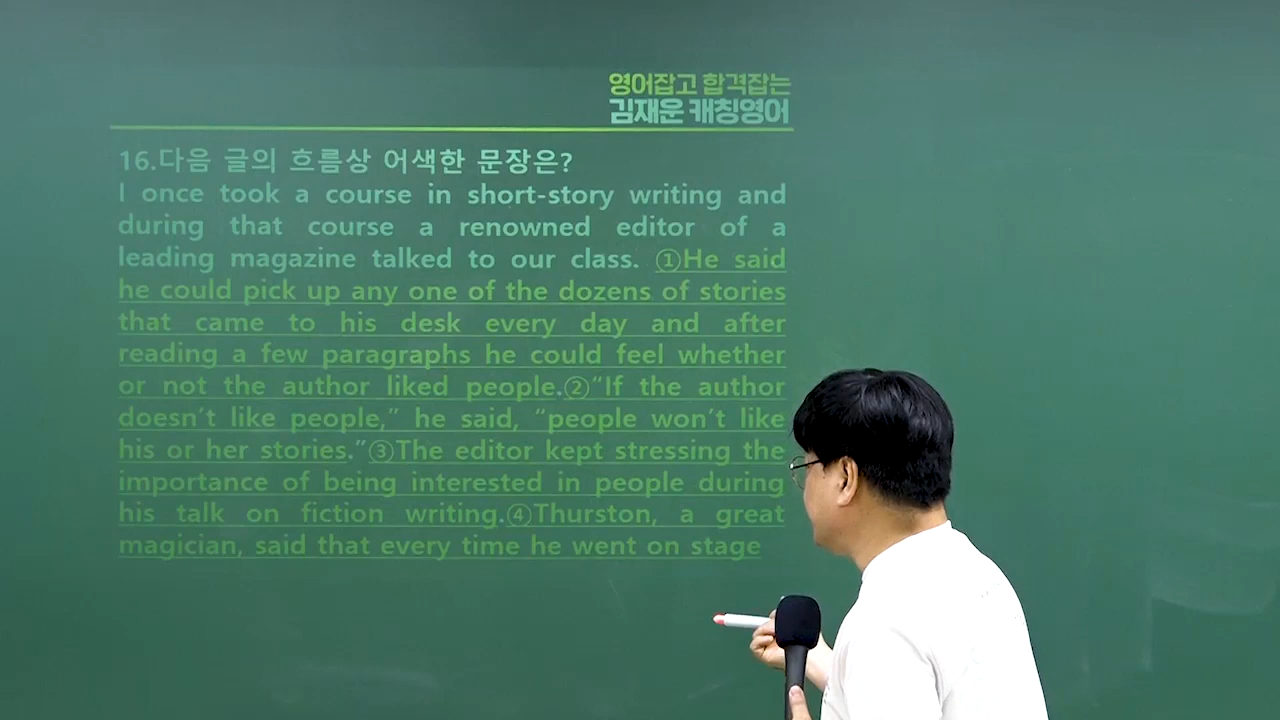 영어잡고 합격잡는
김재운 캐칭영어
16.다음 글의 흐름상 어색한 문장은?
I once took a course in short-story writing and
during that course a renowned editor of a
leading magazine talked to our class. ①He said
he could pick up any one of the dozens of stories
that came to his desk every day and after
reading a few paragraphs he could feel whether
or not the author liked people.②“If the author
doesn’t like people,” he said, “people won’t like
his or her stories.”③The editor kept stressing the
importance of being interested in people during
his talk on fiction writing.④Thurston, a great
magician, said that every time he went on stage